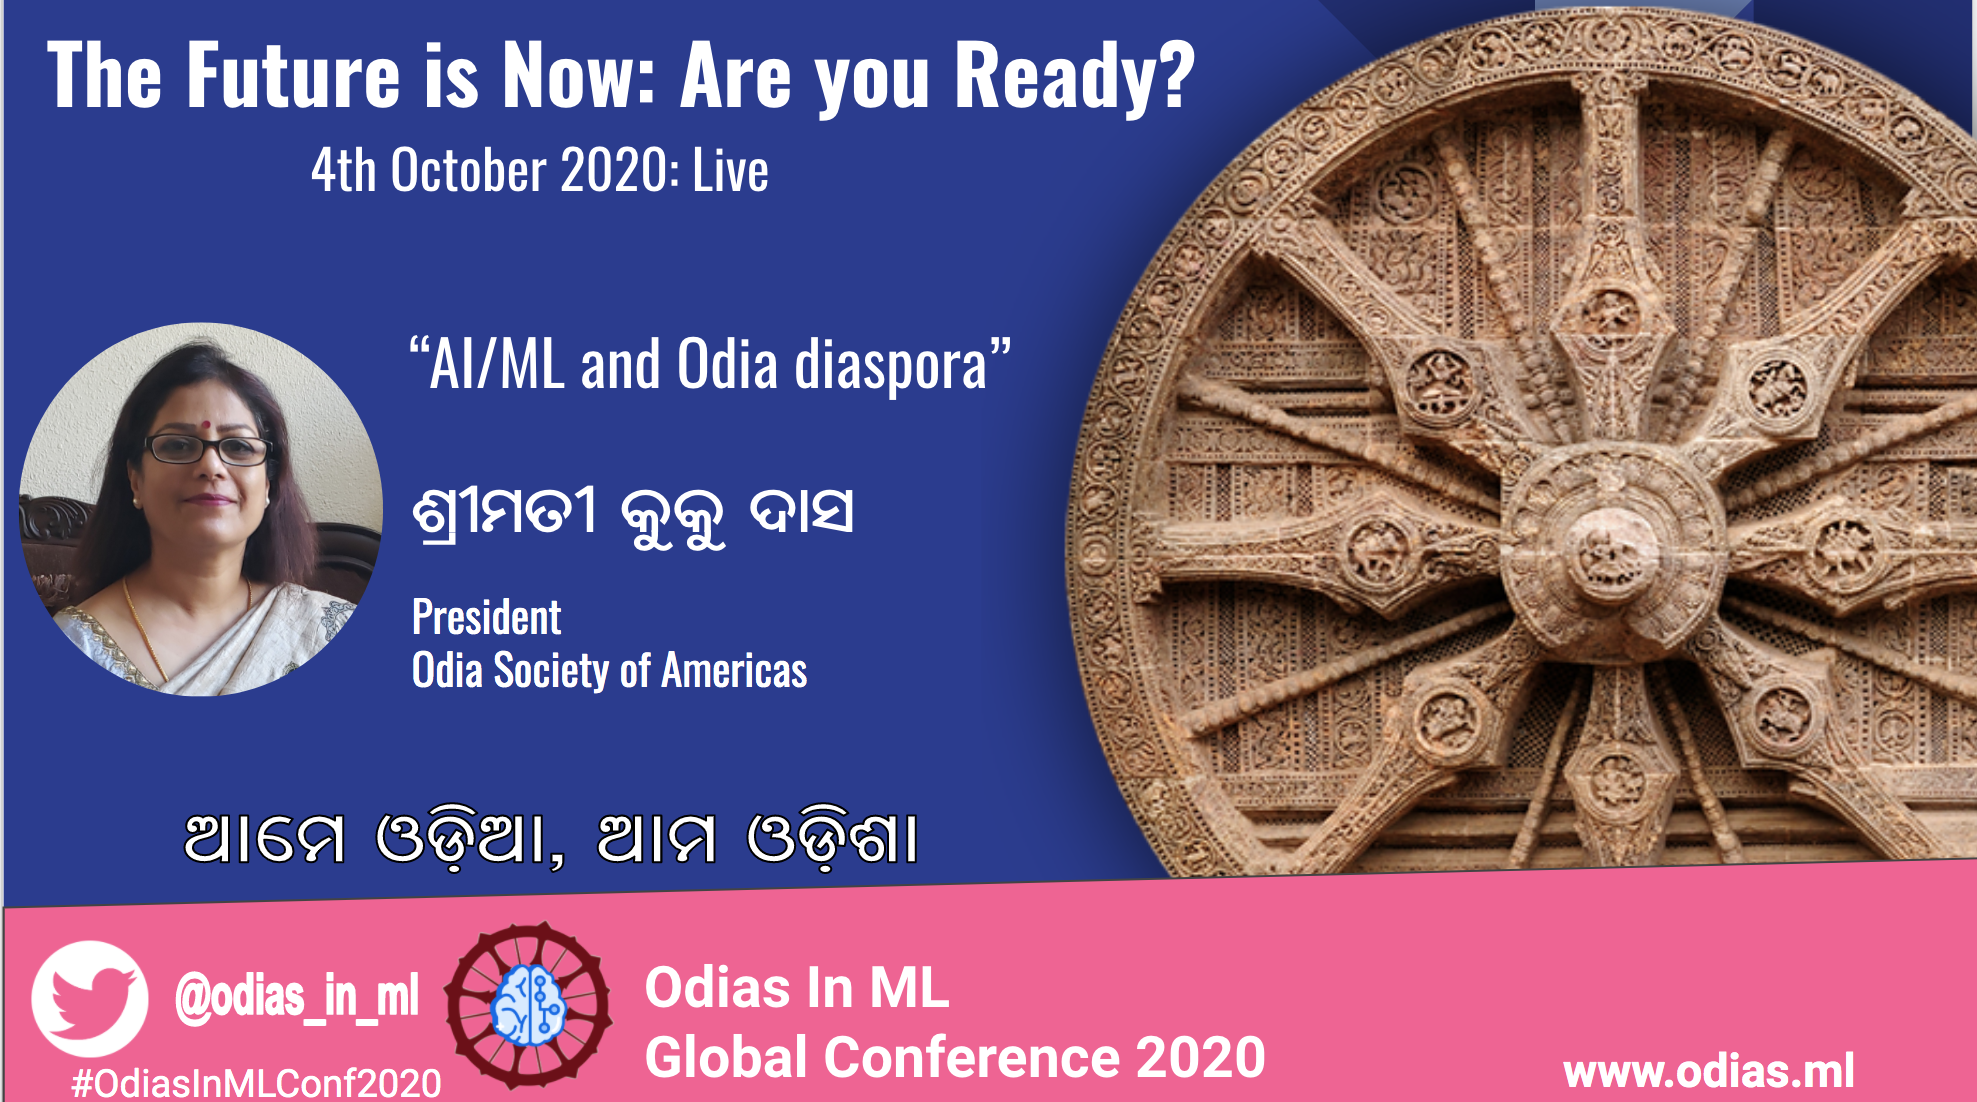 The Future is Now: Are you Ready?
4th October 2020: Live
“AI/ML and Odia diaspora”
ଶ୍ରୀମତୀ କୁକୁ ଦାସ
President
Odia Society of Americas
ଆମେ ଓଡ଼ିଆ, ଆମ ଓଡ଼ିଶା
@odias_in_ml
#OdiasInMLConf2020
Odias In ML
Global Conference 2020
www.odias.ml